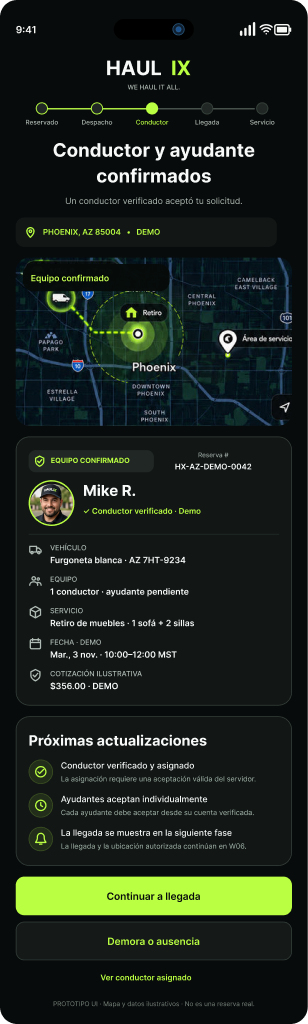 9:41
HAUL IX
WE HAUL IT ALL.
Reservado Despacho Conductor Llegada Servicio
Conductor y ayudante
confirmados
Un conductor verificado aceptó tu solicitud.
PHOENIX, AZ 85004 • DEMO
Equipo confirmado
CAMELBACK
EAST VILLAGE
17
CENTRAL
PHOENIX
Retiro
101
PAPAGO
PARK
Área de servicio
10
Phoenix
ESTRELLA
VILLAGE
DOWNTOWN
PHOENIX
SOUTH
PHOENIX
EQUIPO CONFIRMADO
Reserva #
HX-AZ-DEMO-0042
Mike R.
✓ Conductor verificado · Demo
VEHÍCULO
Furgoneta blanca · AZ 7HT-9234
EQUIPO
1 conductor · ayudante pendiente
SERVICIO
Retiro de muebles · 1 sofá + 2 sillas
FECHA · DEMO
Mar., 3 nov. · 10:00–12:00 MST
COTIZACIÓN ILUSTRATIVA
$356.00 · DEMO
Próximas actualizaciones
Conductor verificado y asignado
La asignación requiere una aceptación válida del servidor.
Ayudantes aceptan individualmente
Cada ayudante debe aceptar desde su cuenta verificada.
La llegada se muestra en la siguiente fase
La llegada y la ubicación autorizada continúan en W06.
Continuar a llegada
Demora o ausencia
Ver conductor asignado
PROTOTIPO UI · Mapa y datos ilustrativos · No es una reserva real.